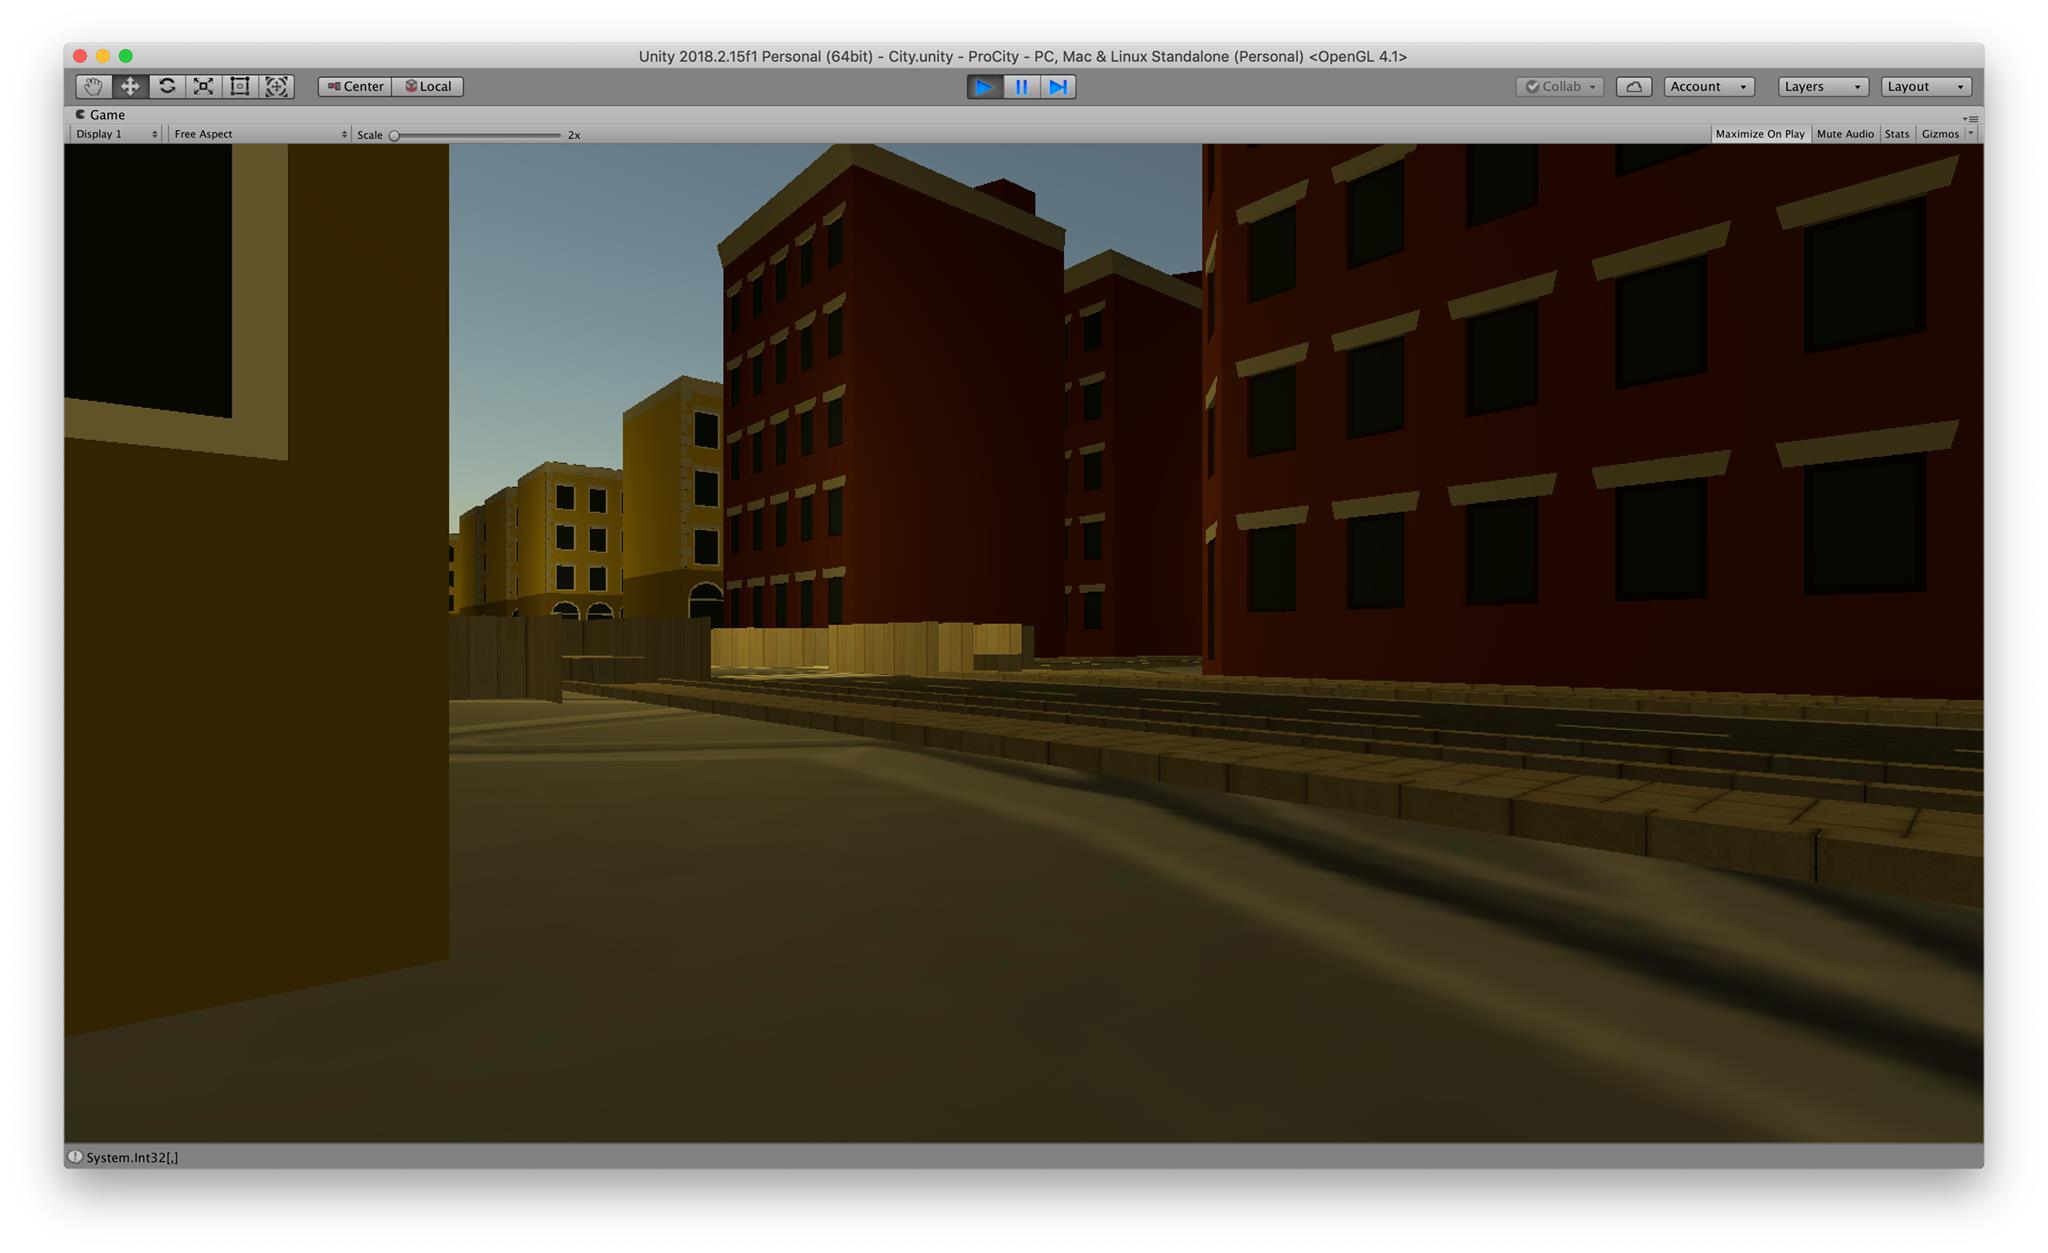 Unity 2018.2.15f1 Personal (64bit) - City.unity - ProCity - PC, Mac & Linux Standalone (Personal) <OpenGL 4.1>
Center Local Collab Account Layers Layout
Game
Display 1 Free Aspect Scale 2x Maximize On Play Mute Audio Stats Gizmos
System.Int32[,]